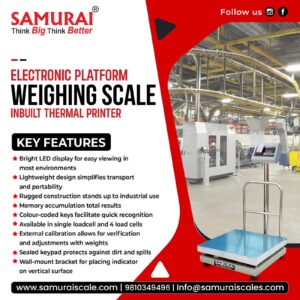 SAMURAI®
Think Big Think Better
Follow us
ELECTRONIC PLATFORM
WEIGHING SCALE
INBUILT THERMAL PRINTER
KEY FEATURES
Bright LED display for easy viewing in
most environments
Lightweight design simplifies transport
and portability
Rugged construction stands up to industrial use
Memory accumulation total results
Colour-coded keys facilitate quick recognition
Available in single loadcell and 4 load cells
External calibration allows for verification
and adjustments with weights
Sealed keypad protects against dirt and spills
Wall-mount bracket for placing indicator
on vertical surface
SAMURAI
www.samuraiscale.com | 9810349496 | Info@samuraiscales.com